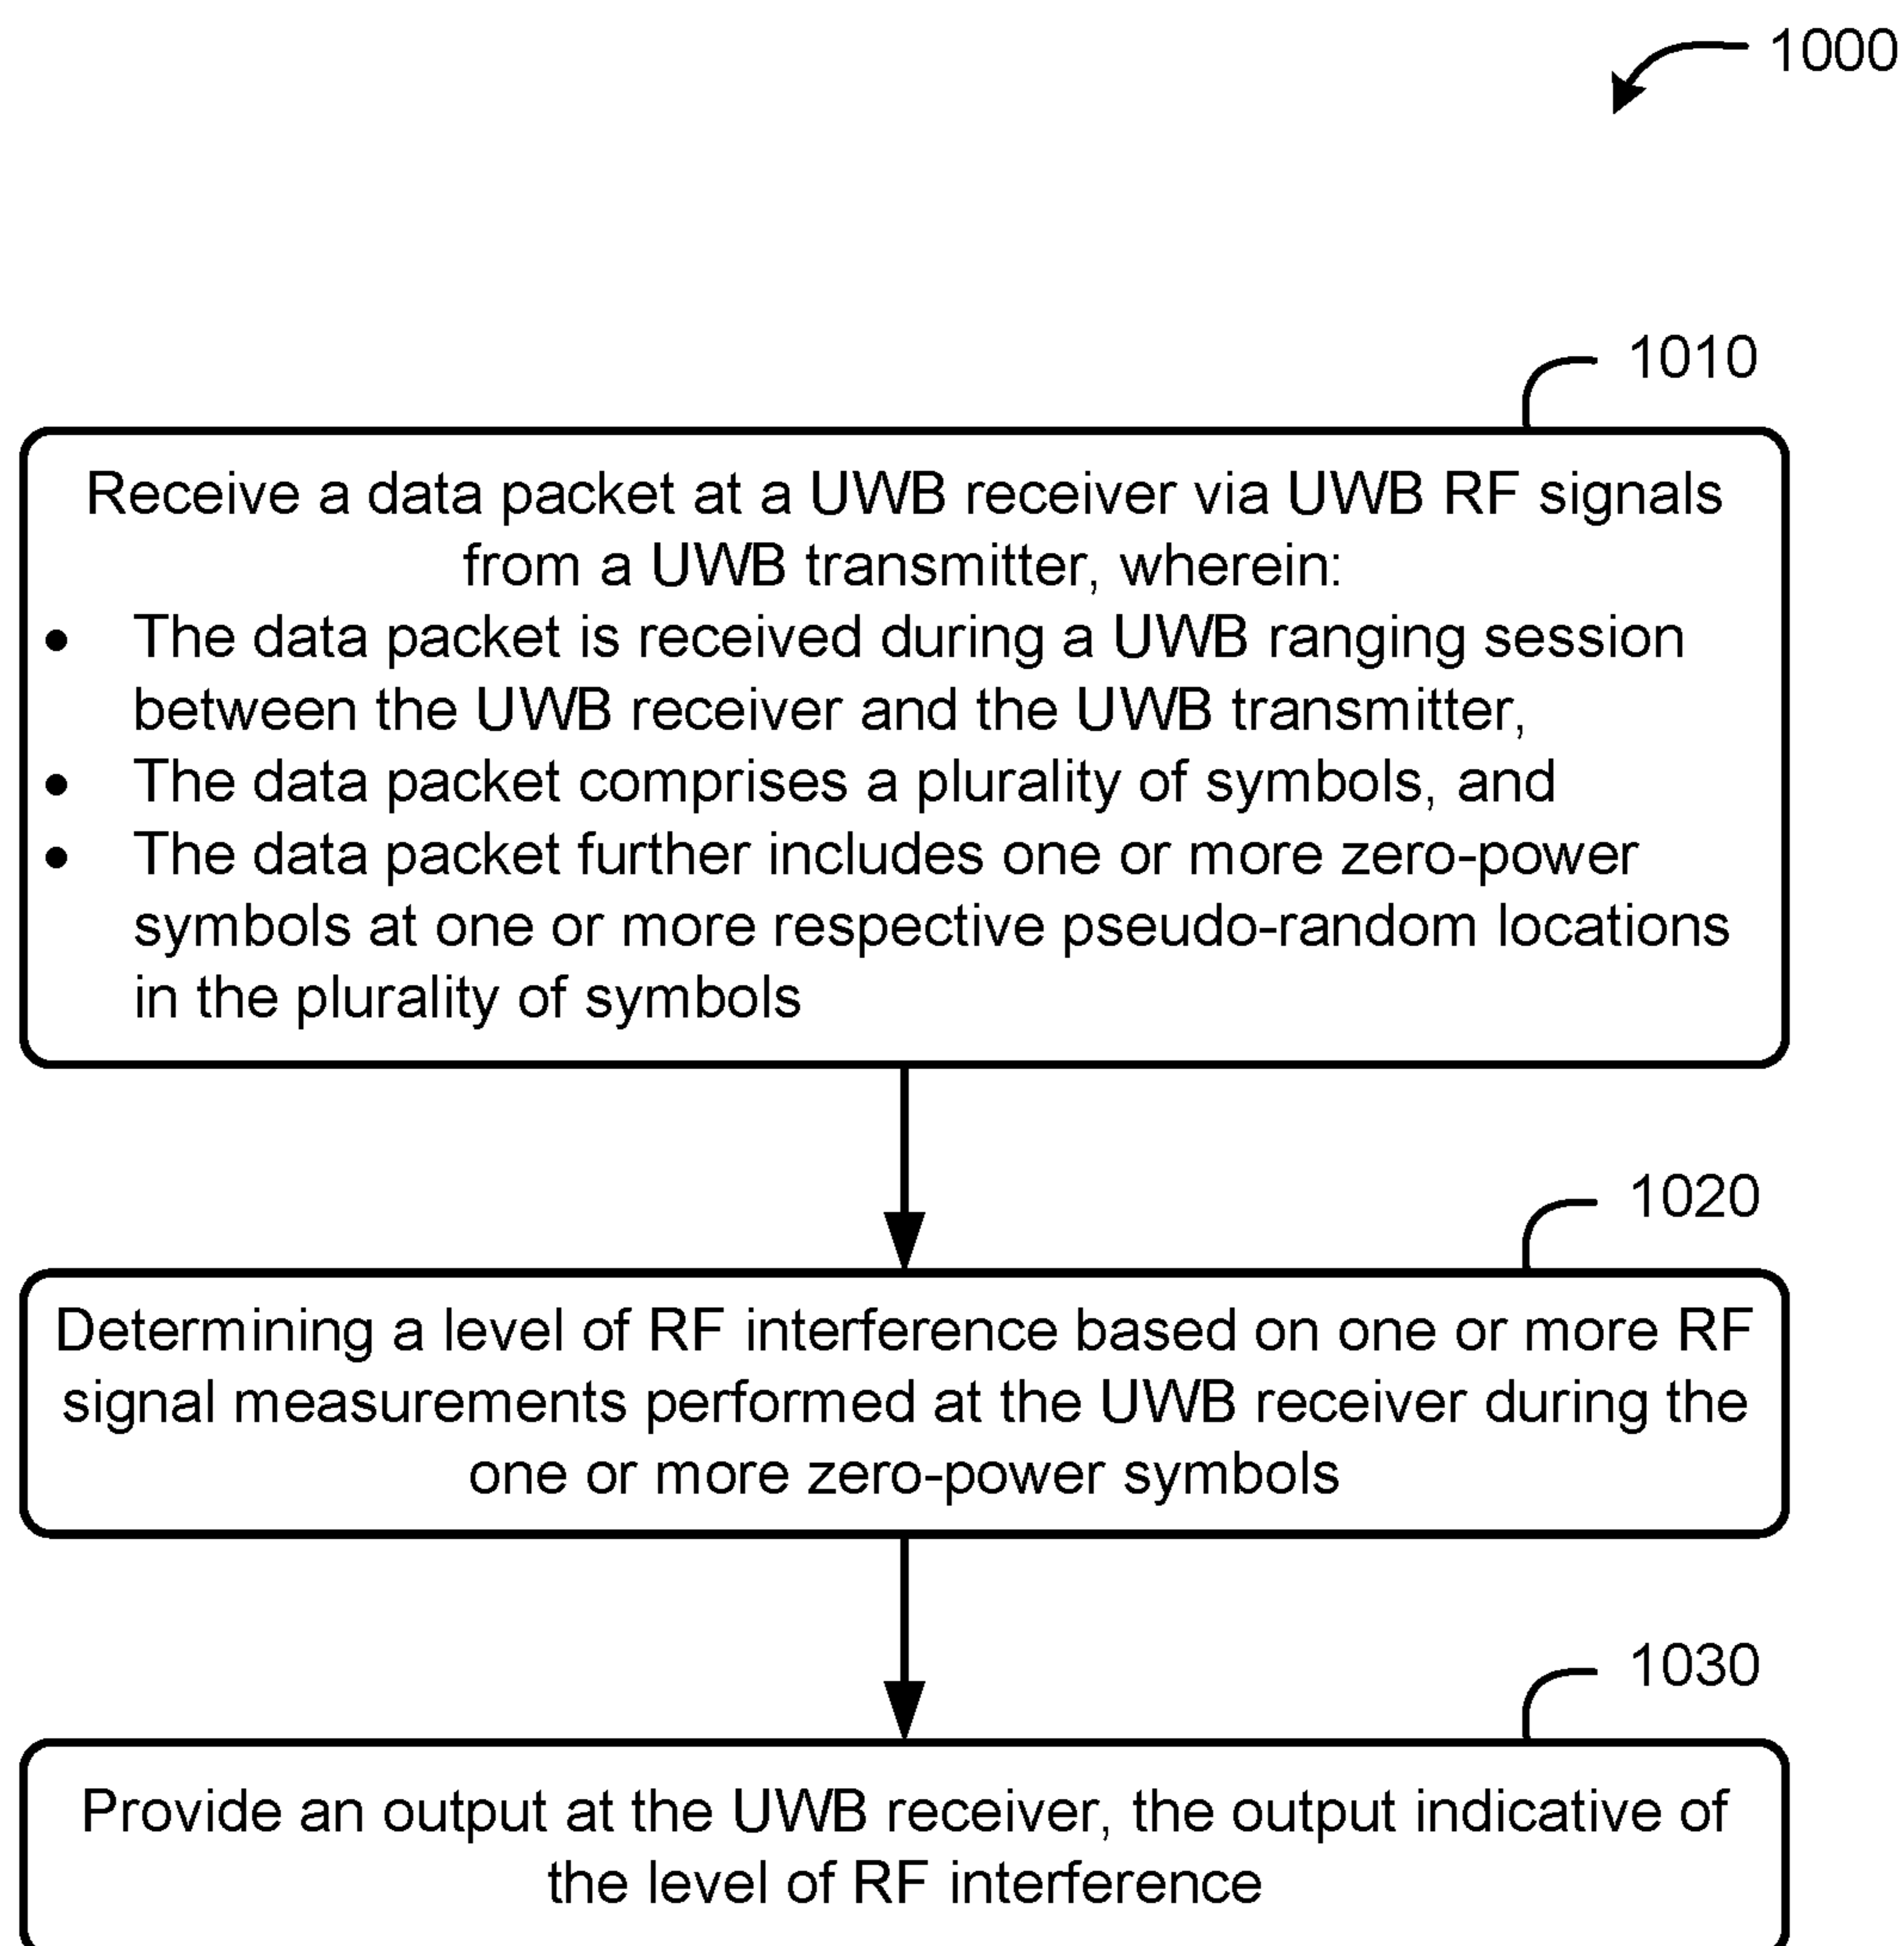 1000
1010
Receive a data packet at a UWB receiver via UWB RF signals
from a UWB transmitter, wherein:
• The data packet is received during a UWB ranging session
between the UWB receiver and the UWB transmitter,
• The data packet comprises a plurality of symbols, and
• The data packet further includes one or more zero-power
symbols at one or more respective pseudo-random locations
in the plurality of symbols
1020
Determining a level of RF interference based on one or more RF
signal measurements performed at the UWB receiver during the
one or more zero-power symbols
1030
Provide an output at the UWB receiver, the output indicative of
the level of RF interference